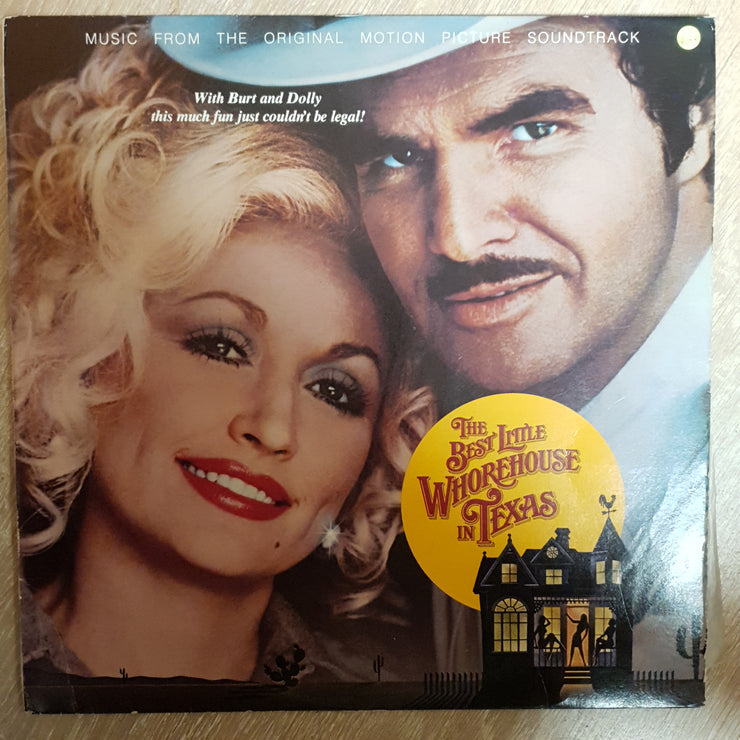 MUSIC FROM THE ORIGINAL MOTION PICTURE SOUNDTRACK
With Burt and Dolly
this much fun just couldn't be legal!
THE
BEST LITTLE
WHOREHOUSE
IN TEXAS